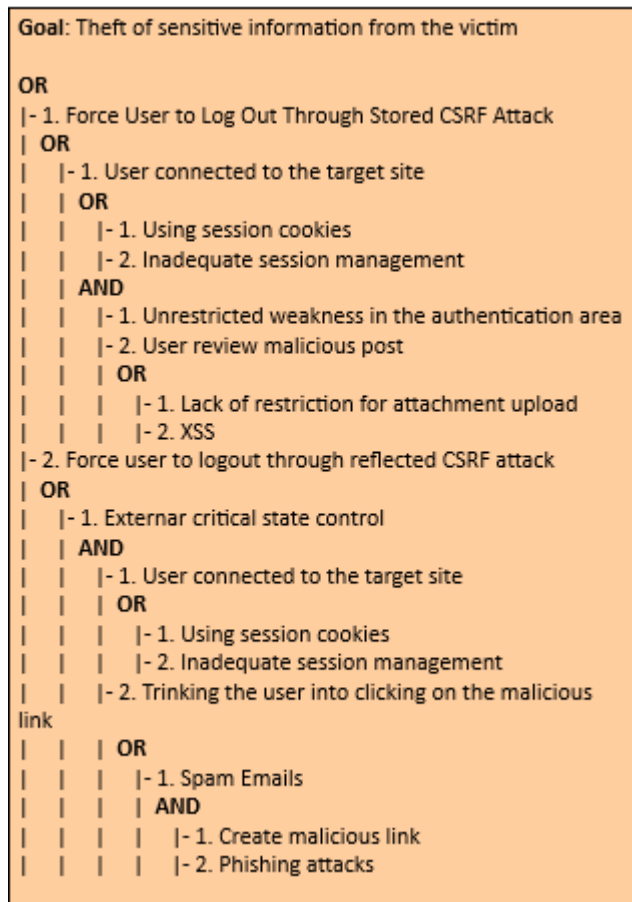 Goal: Theft of sensitive information from the victim
OR
|- 1. Force User to Log Out Through Stored CSRF Attack
| OR
| |- 1. User connected to the target site
| | OR
| | |- 1. Using session cookies
| | |- 2. Inadequate session management
| | AND
| | |- 1. Unrestricted weakness in the authentication area
| | |- 2. User review malicious post
| | | OR
| | | |- 1. Lack of restriction for attachment upload
| | | |- 2. XSS
|- 2. Force user to logout through reflected CSRF attack
| OR
| |- 1. Externar critical state control
| | AND
| | |- 1. User connected to the target site
| | | OR
| | | |- 1. Using session cookies
| | | |- 2. Inadequate session management
| | |- 2. Trinking the user into clicking on the malicious
link
| | | OR
| | | |- 1. Spam Emails
| | | | AND
| | | | |- 1. Create malicious link
| | | | |- 2. Phishing attacks